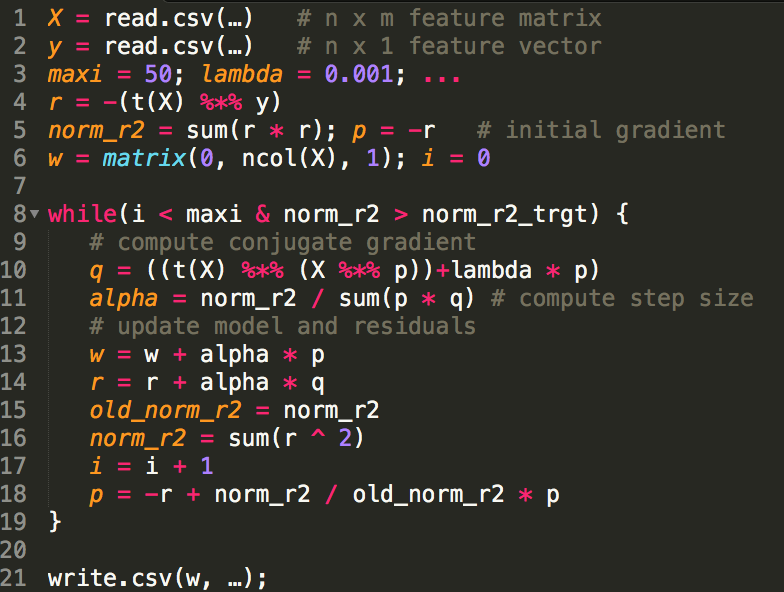 1 X = read.csv(…)   # n x m feature matrix
2 y = read.csv(…)   # n x 1 feature vector
3 maxi = 50; lambda = 0.001; ...
4 r = -(t(X) %*% y)
5 norm_r2 = sum(r * r); p = -r   # initial gradient
6 w = matrix(0, ncol(X), 1); i = 0
7
8 while(i < maxi & norm_r2 > norm_r2_trgt) {
9    # compute conjugate gradient
10    q = ((t(X) %*% (X %*% p))+lambda * p)
11    alpha = norm_r2 / sum(p * q) # compute step size
12    # update model and residuals
13    w = w + alpha * p
14    r = r + alpha * q
15    old_norm_r2 = norm_r2
16    norm_r2 = sum(r ^ 2)
17    i = i + 1
18    p = -r + norm_r2 / old_norm_r2 * p
19 }
20
21 write.csv(w, …);